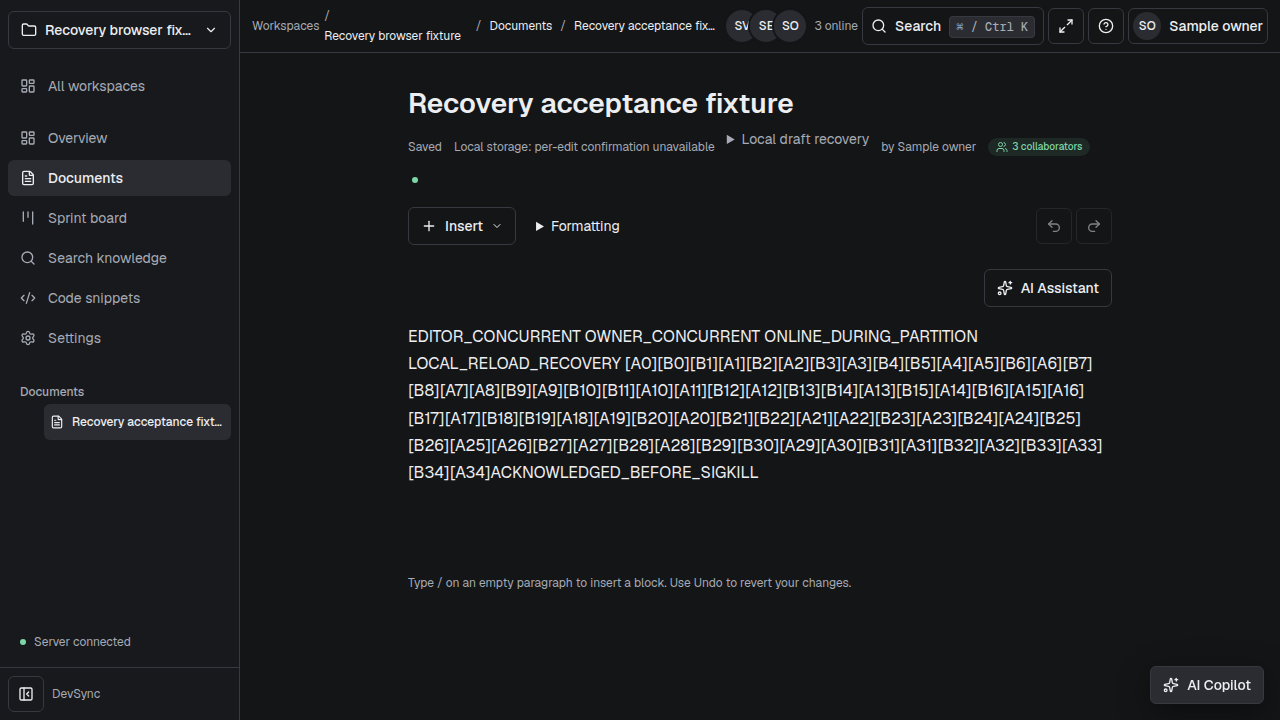 Recovery browser fix...
All workspaces
Overview
Documents
Sprint board
Search knowledge
Code snippets
Settings
Documents
Recovery acceptance fixt...
Server connected
DevSync
Workspaces / Recovery browser fixture / Documents / Recovery acceptance fix...
SV SE SO 3 online
Search ⌘ / Ctrl K
SO Sample owner
Recovery acceptance fixture
Saved Local storage: per-edit confirmation unavailable ▶ Local draft recovery by Sample owner 3 collaborators
Insert ▶ Formatting
AI Assistant
EDITOR_CONCURRENT OWNER_CONCURRENT ONLINE_DURING_PARTITION
LOCAL_RELOAD_RECOVERY [A0][B0][B1][A1][B2][A2][B3][A3][B4][B5][A4][A5][B6][A6][B7]
[B8][A7][A8][B9][A9][B10][B11][A10][A11][B12][A12][B13][B14][A13][B15][A14][B16][A15][A16]
[B17][A17][B18][B19][A18][A19][B20][A20][B21][B22][A21][A22][B23][A23][B24][A24][B25]
[B26][A25][A26][B27][A27][B28][A28][B29][B30][A29][A30][B31][A31][B32][A32][B33][A33]
[B34][A34]ACKNOWLEDGED_BEFORE_SIGKILL
Type / on an empty paragraph to insert a block. Use Undo to revert your changes.
AI Copilot